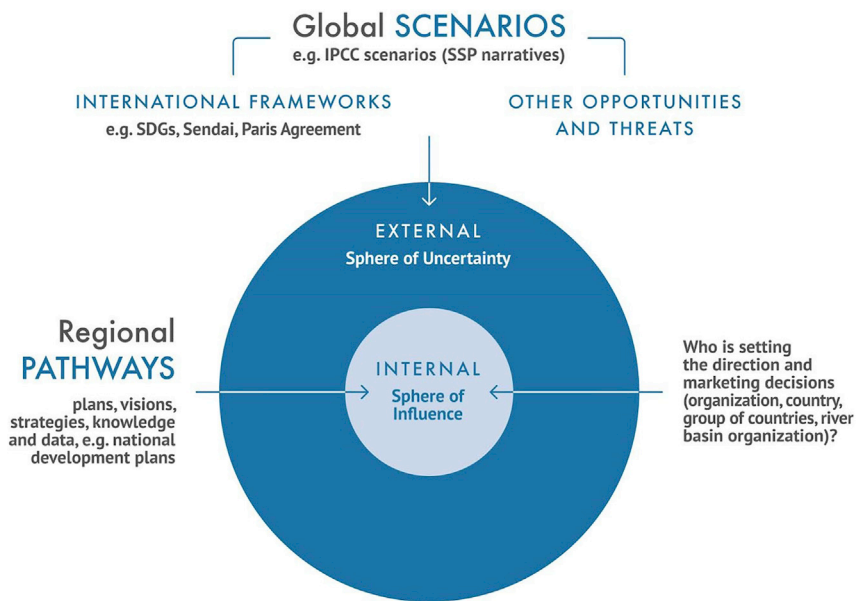 Global SCENARIOS
e.g. IPCC scenarios (SSP narratives)
INTERNATIONAL FRAMEWORKS
e.g. SDGs, Sendai, Paris Agreement
OTHER OPPORTUNITIES
AND THREATS
EXTERNAL
Sphere of Uncertainty
Regional
PATHWAYS
plans, visions,
strategies, knowledge
and data, e.g. national
development plans
INTERNAL
Sphere of
Influence
Who is setting
the direction and
marketing decisions
(organization, country,
group of countries, river
basin organization)?